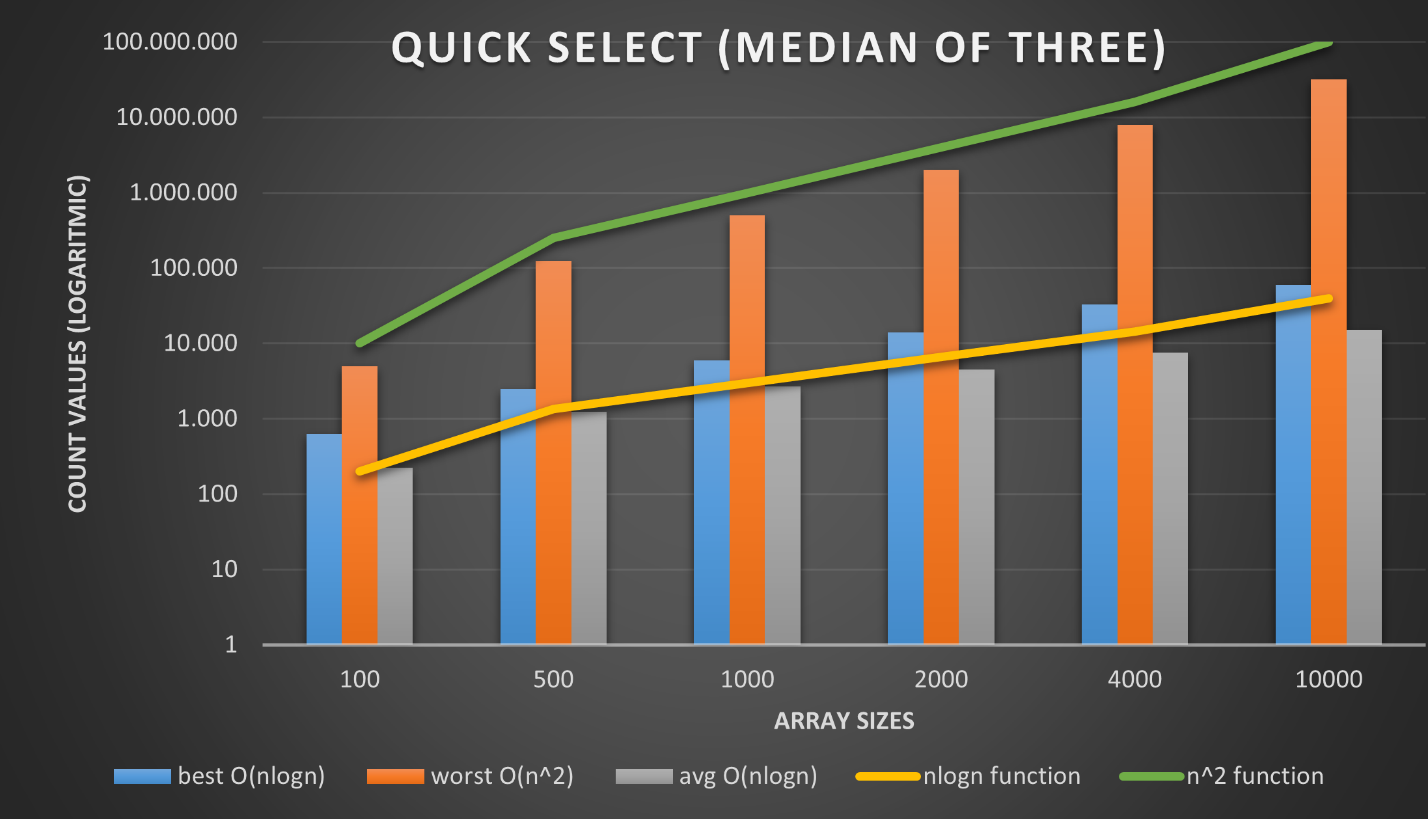 QUICK SELECT (MEDIAN OF THREE)
100.000.000
10.000.000
1.000.000
100.000
10.000
1.000
100
10
1
COUNT VALUES (LOGARITMIC)
100 500 1000 2000 4000 10000
ARRAY SIZES
best O(nlogn) worst O(n^2) avg O(nlogn) nlogn function n^2 function